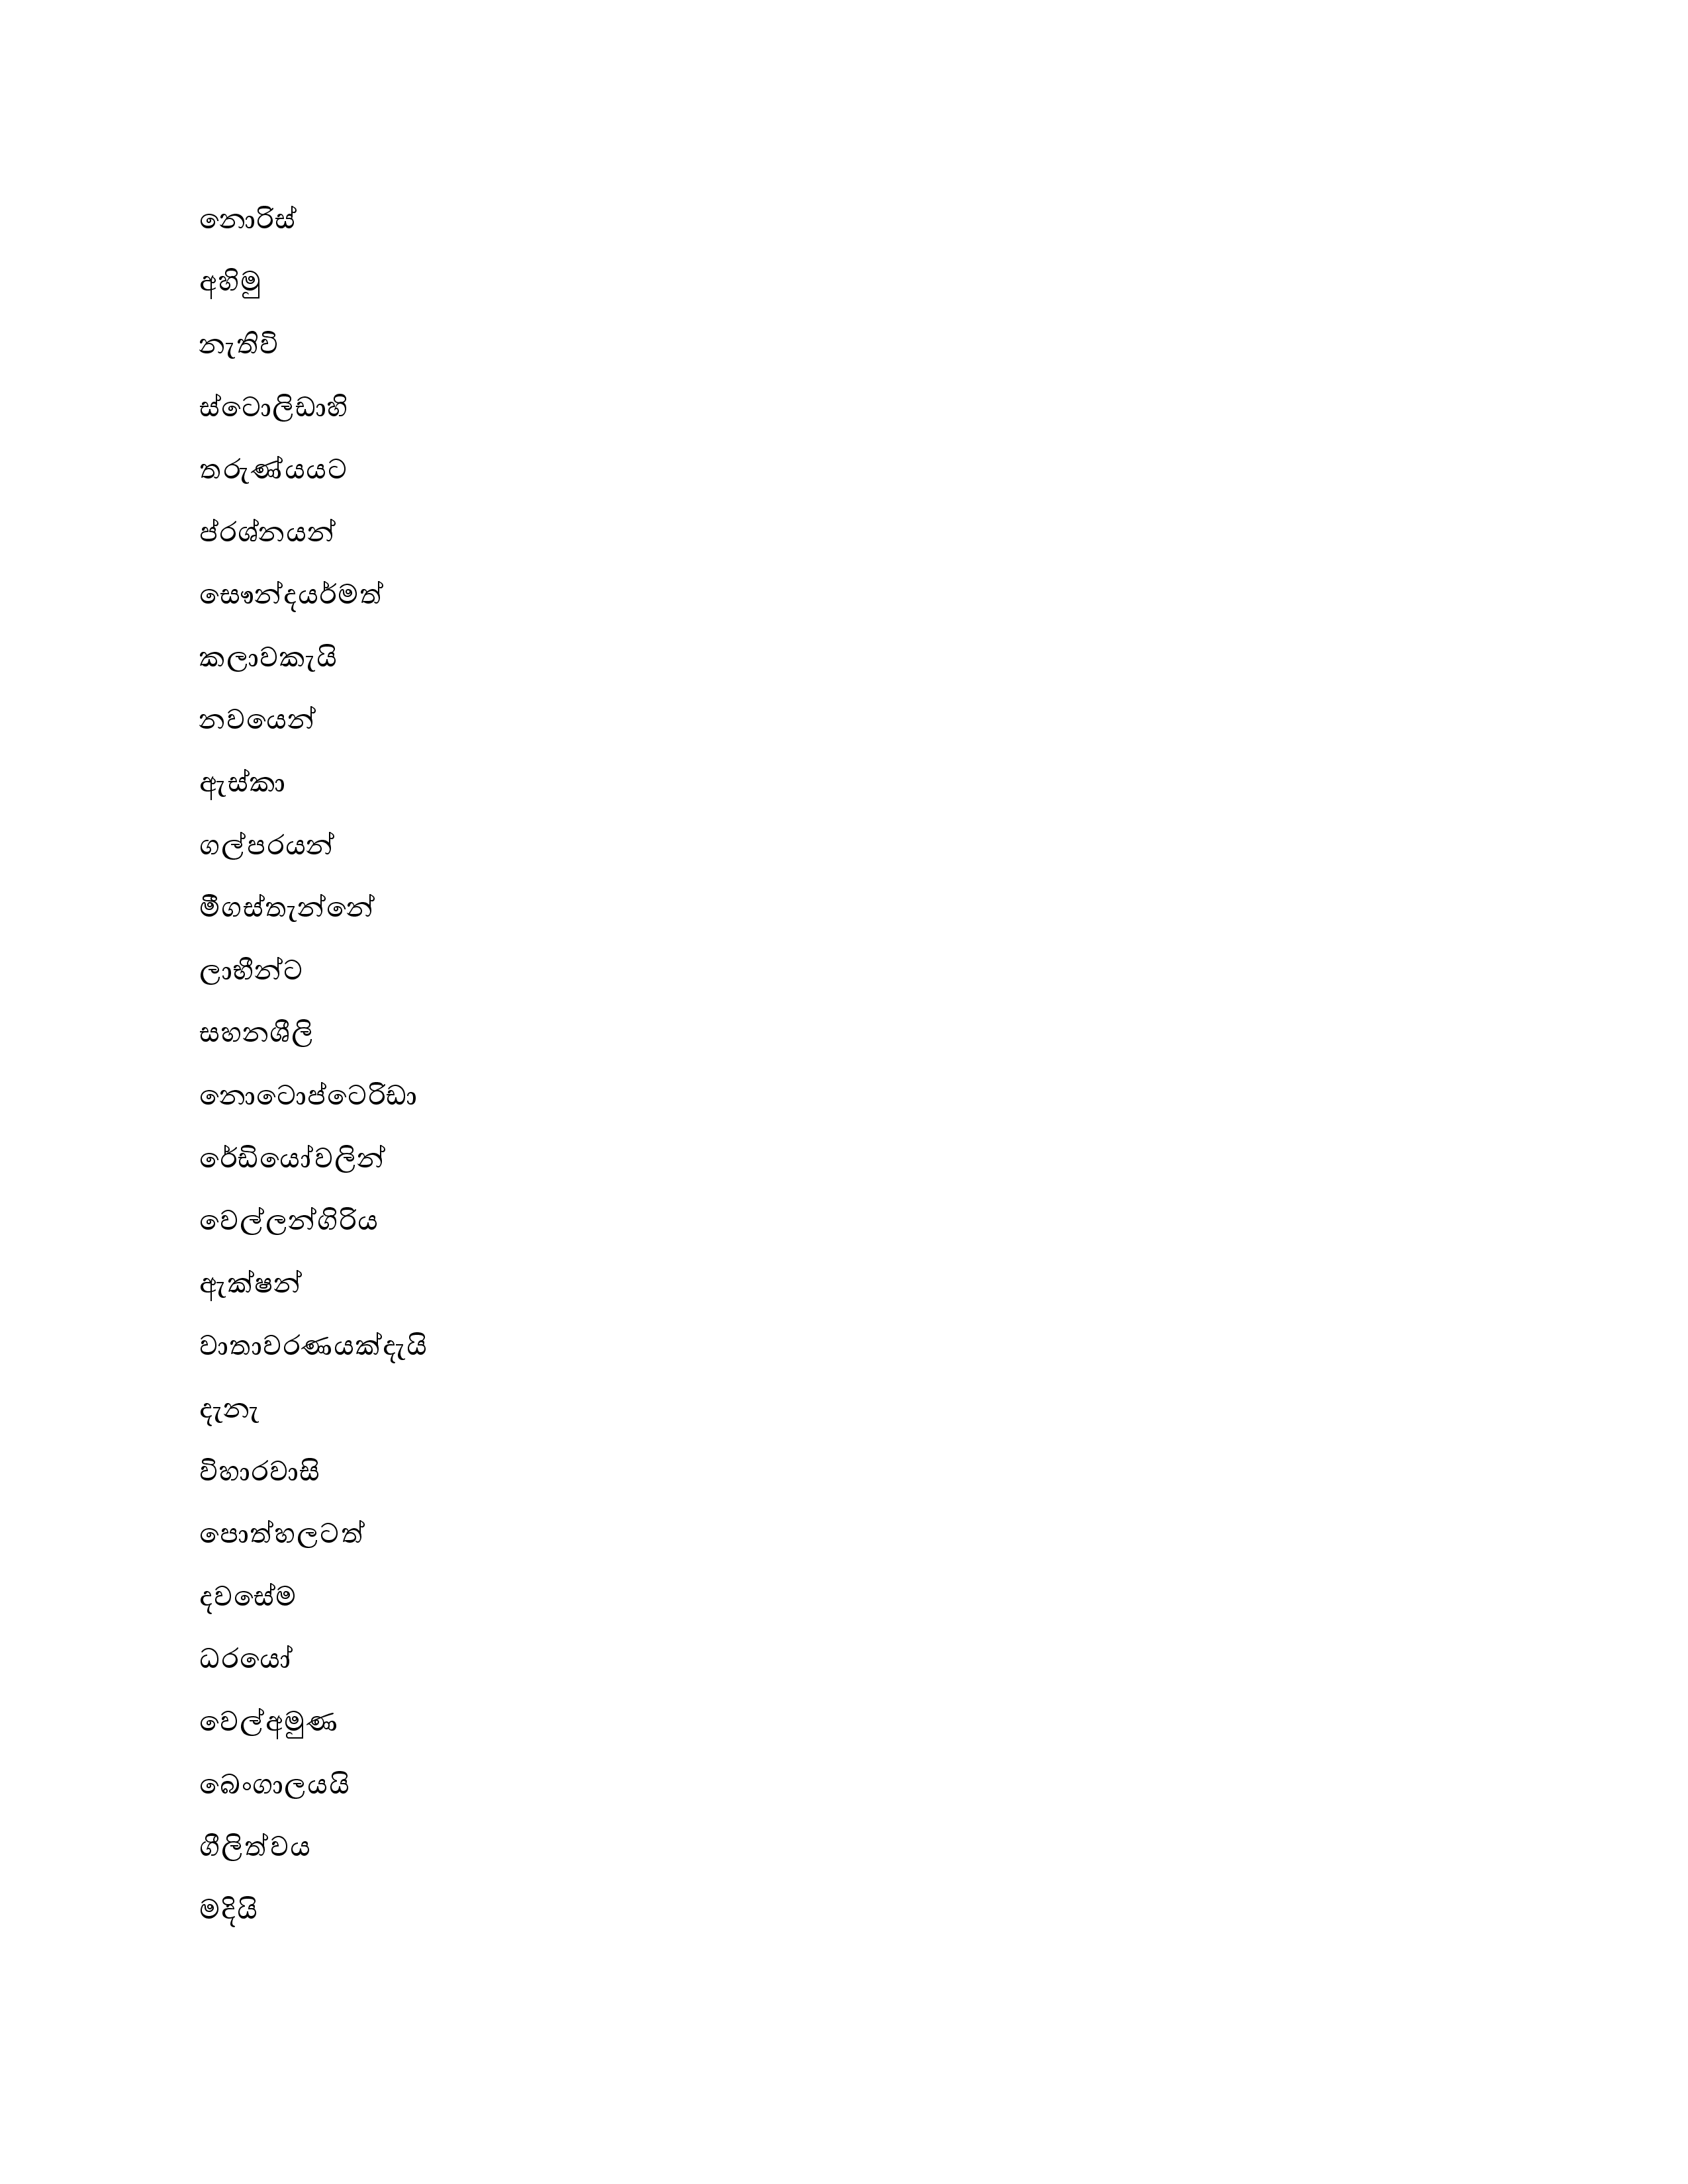 නොරිස්
අහිමු
නැතිවි
ස්ටොලිඩාහි
තරුණ්යයට
ප්රශ්නයන්
සෞන්දයර්මත්
කලාවකැයි
නවයෙන්
ඇස්කා
ගල්පරයන්
මීගස්තැන්නේ
ලාභීන්ට
සහනශීලි
නොටොප්ටෙරිඩා
රේඩියෝවලින්
වෙල්ලන්ගිරිය
ඇක්ෂන්
වාතාවරණයක්දැයි
දැනැ
විහාරවාසි
පොත්හලටත්
දවසේම
ධරයෝ
වෙල්අමුණ
බෙංගාලයයි
ගීලිත්වය
මදියි